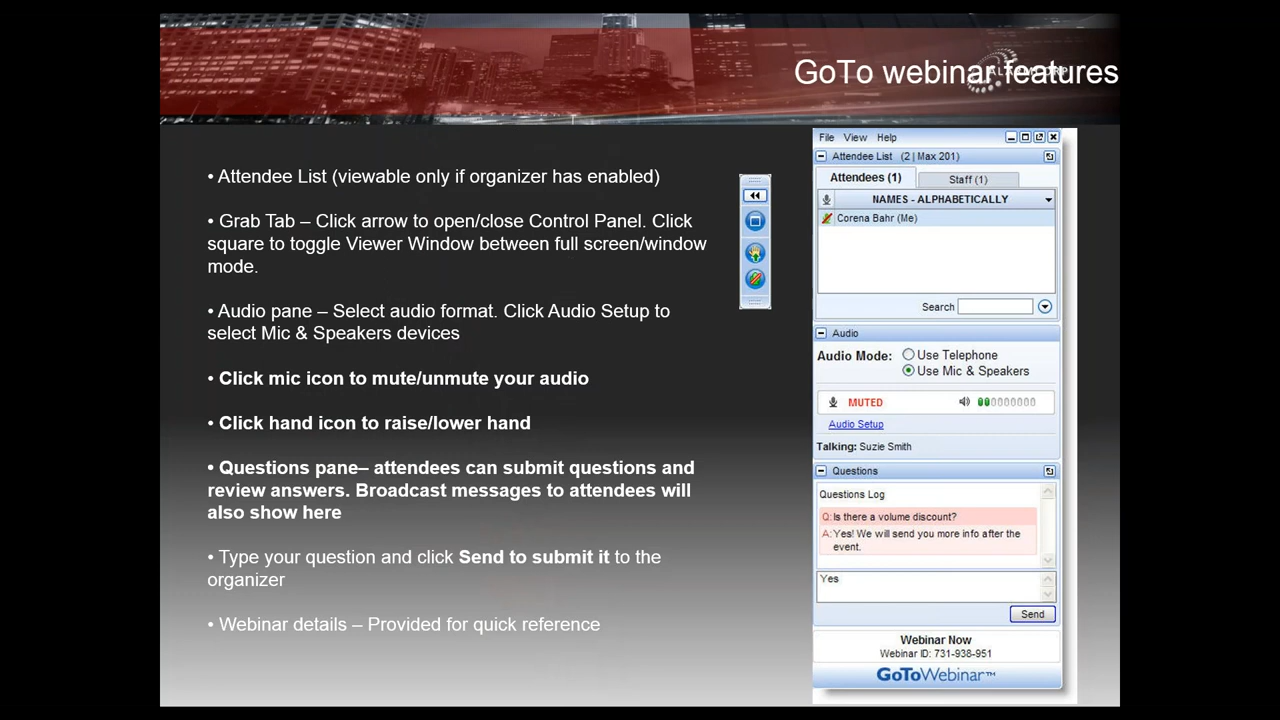 GoTo webinar features
• Attendee List (viewable only if organizer has enabled)
• Grab Tab – Click arrow to open/close Control Panel. Click
square to toggle Viewer Window between full screen/window
mode.
• Audio pane – Select audio format. Click Audio Setup to
select Mic & Speakers devices
• Click mic icon to mute/unmute your audio
• Click hand icon to raise/lower hand
• Questions pane– attendees can submit questions and
review answers. Broadcast messages to attendees will
also show here
• Type your question and click Send to submit it to the
organizer
• Webinar details – Provided for quick reference
File View Help
Attendee List (2 | Max 201)
Attendees (1) Staff (1)
NAMES - ALPHABETICALLY
Corena Bahr (Me)
Search
Audio
Audio Mode: Use Telephone
Use Mic & Speakers
MUTED
Audio Setup
Talking: Suzie Smith
Questions
Questions Log
Q: Is there a volume discount?
A: Yes! We will send you more info after the
event.
Yes
Send
Webinar Now
Webinar ID: 731-938-951
GoToWebinar™